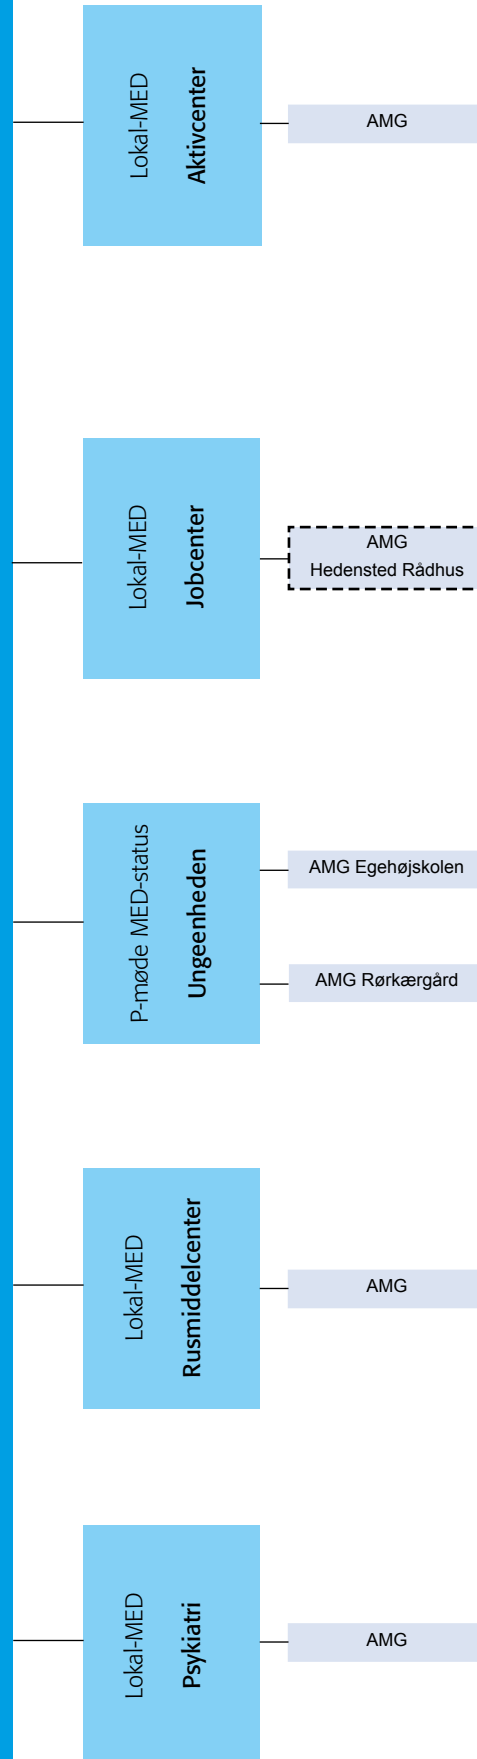 Lokal-MED
Aktivcenter
AMG
Lokal-MED
Jobcenter
AMG
Hedensted Rådhus
P-møde MED-status
Ungeenheden
AMG Egehøjskolen
AMG Rørkærgård
Lokal-MED
Rusmiddelcenter
AMG
Lokal-MED
Psykiatri
AMG